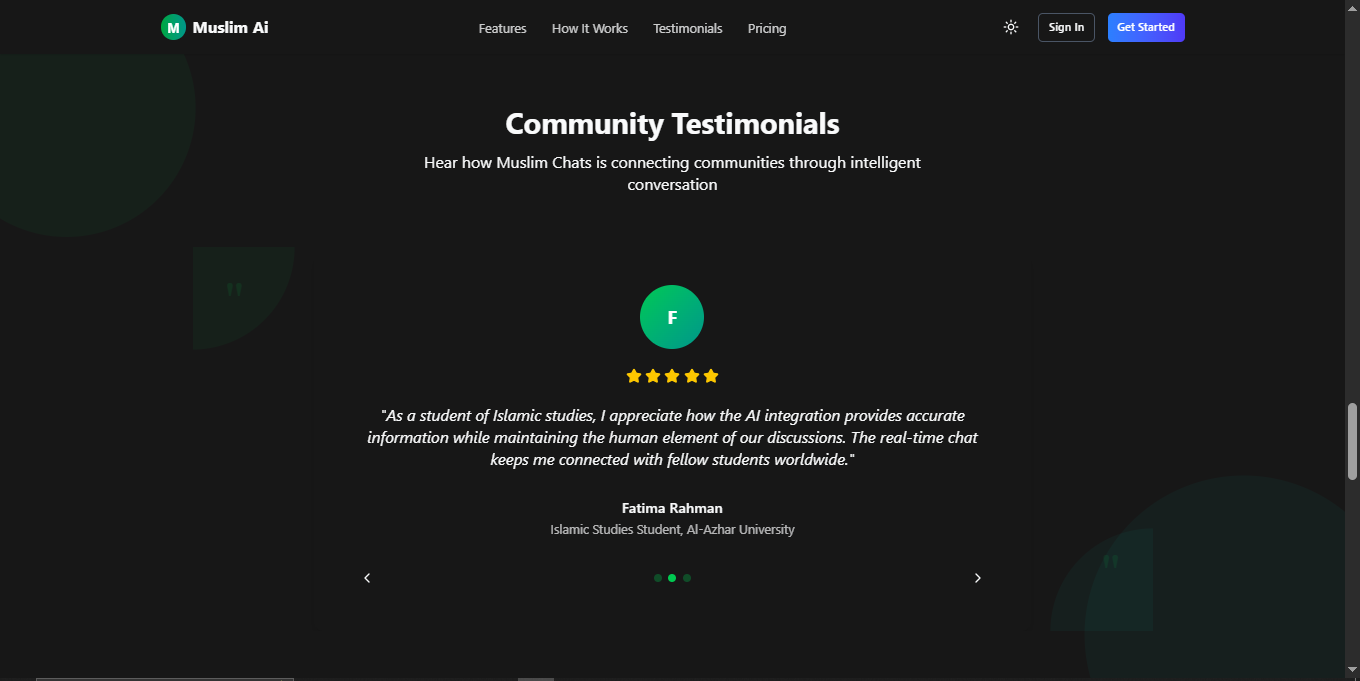 M Muslim Ai
Features How It Works Testimonials Pricing
Sign In Get Started
Community Testimonials
Hear how Muslim Chats is connecting communities through intelligent
conversation
"
F
"As a student of Islamic studies, I appreciate how the AI integration provides accurate
information while maintaining the human element of our discussions. The real-time chat
keeps me connected with fellow students worldwide."
Fatima Rahman
Islamic Studies Student, Al-Azhar University
"